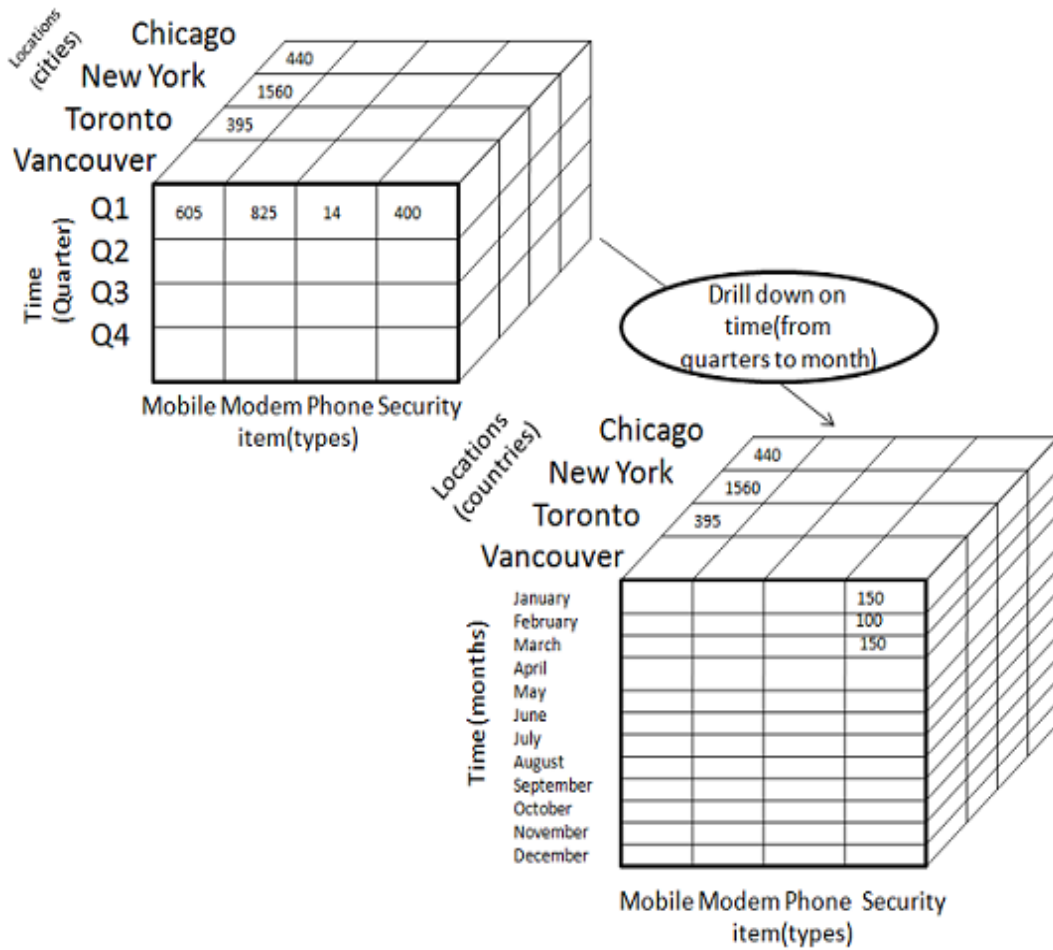 Locations
(cities)
Chicago
New York
Toronto
Vancouver
440
1560
395
Time
(Quarter)
Q1
Q2
Q3
Q4
605 825 14 400
Mobile Modem Phone Security
item(types)
Drill down on
time(from
quarters to month)
Locations
(countries)
Chicago
New York
Toronto
Vancouver
440
1560
395
Time (months)
January
February
March
April
May
June
July
August
September
October
November
December
150
100
150
Mobile Modem Phone Security
item(types)